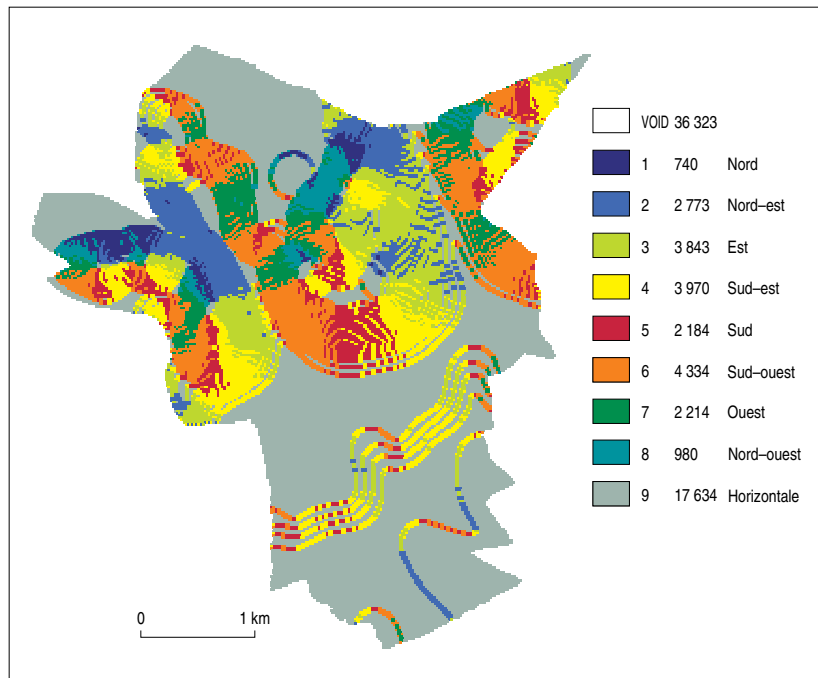 VOID 36 323
1 740 Nord
2 2 773 Nord–est
3 3 843 Est
4 3 970 Sud–est
5 2 184 Sud
6 4 334 Sud–ouest
7 2 214 Ouest
8 980 Nord–ouest
9 17 634 Horizontale
0 1 km